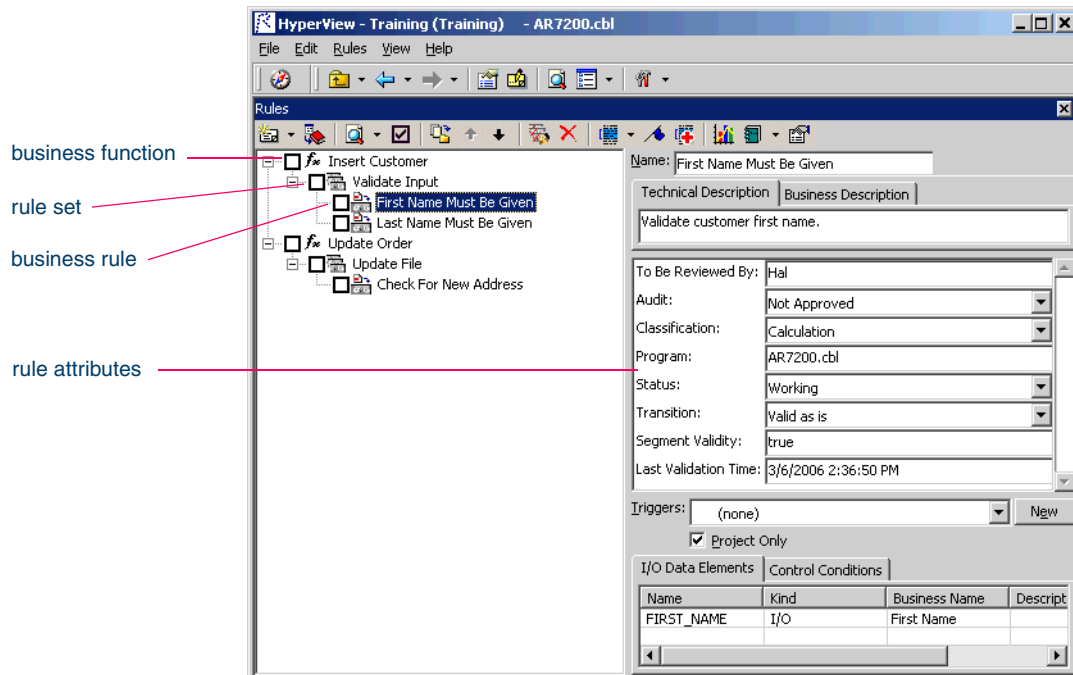 HyperView - Training (Training) - AR7200.cbl
File Edit Rules View Help
Rules
business function
rule set
business rule
rule attributes
Insert Customer
Validate Input
First Name Must Be Given
Last Name Must Be Given
Update Order
Update File
Check For New Address
Name: First Name Must Be Given
Technical Description Business Description
Validate customer first name.
To Be Reviewed By: Hal
Audit: Not Approved
Classification: Calculation
Program: AR7200.cbl
Status: Working
Transition: Valid as is
Segment Validity: true
Last Validation Time: 3/6/2006 2:36:50 PM
Triggers: (none) New
Project Only
I/O Data Elements Control Conditions
Name Kind Business Name Descript
FIRST_NAME I/O First Name